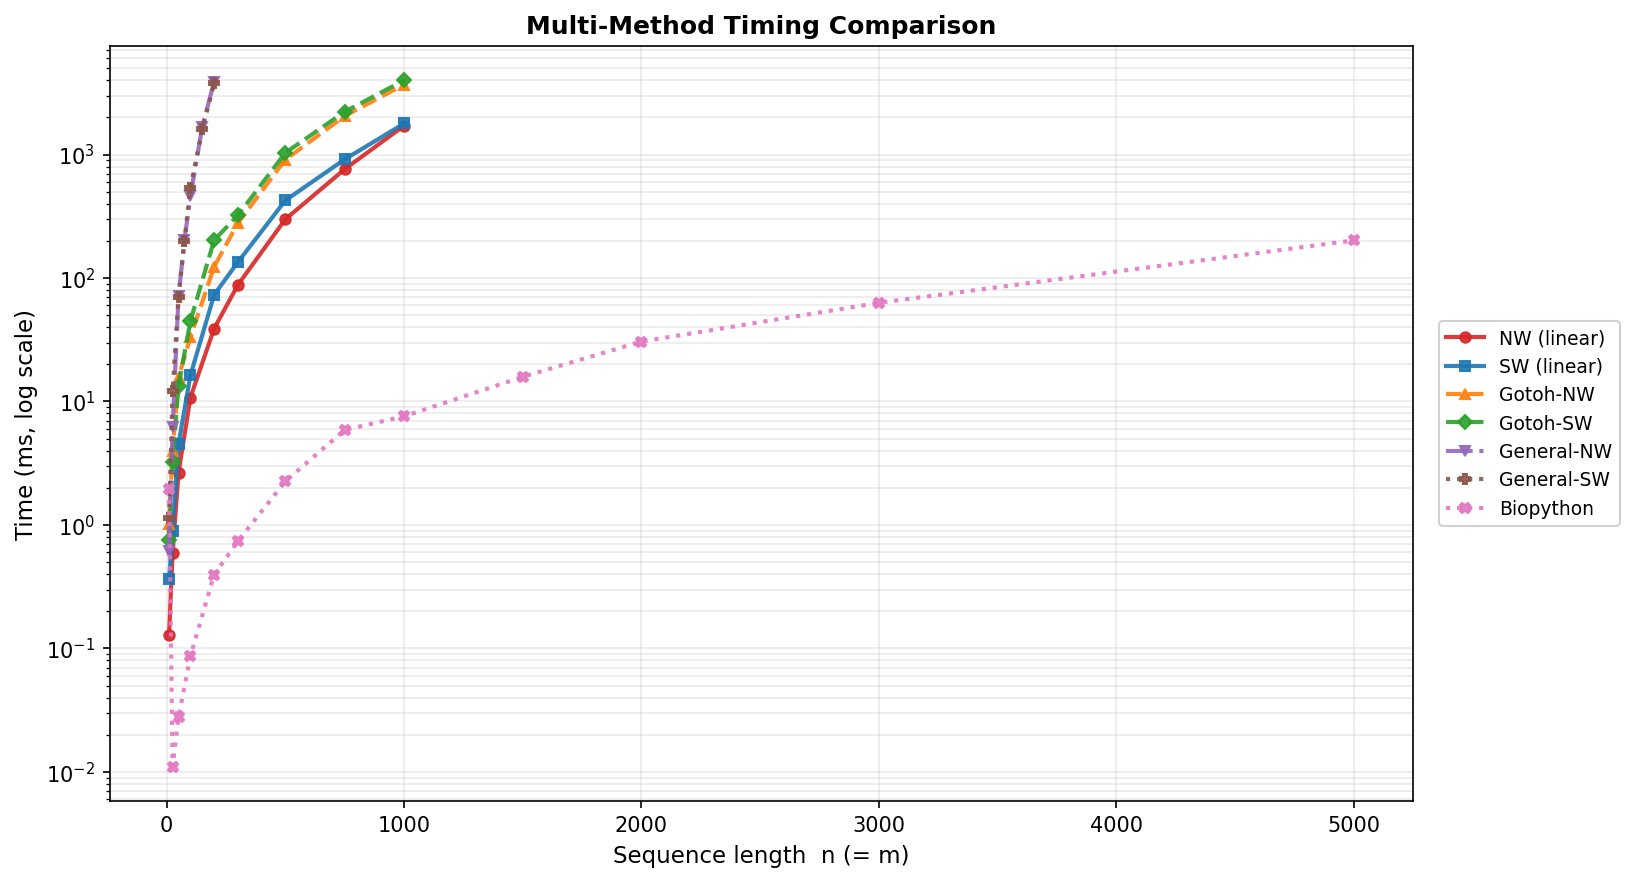 Multi-Method Timing Comparison
Time (ms, log scale)
10³
10²
10¹
10⁰
10⁻¹
10⁻²
0 1000 2000 3000 4000 5000
Sequence length n (= m)
NW (linear)
SW (linear)
Gotoh-NW
Gotoh-SW
General-NW
General-SW
Biopython